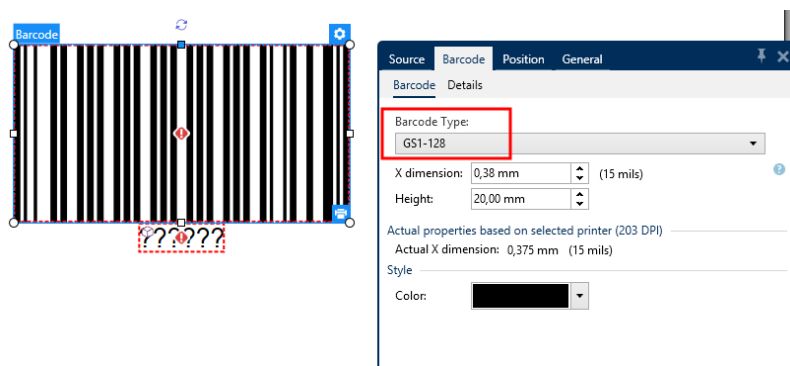 Barcode
??????
Source Barcode Position General
Barcode Details
Barcode Type:
GS1-128
X dimension: 0,38 mm (15 mils)
?
Height: 20,00 mm
Actual properties based on selected printer (203 DPI)
Actual X dimension: 0,375 mm (15 mils)
Style
Color: